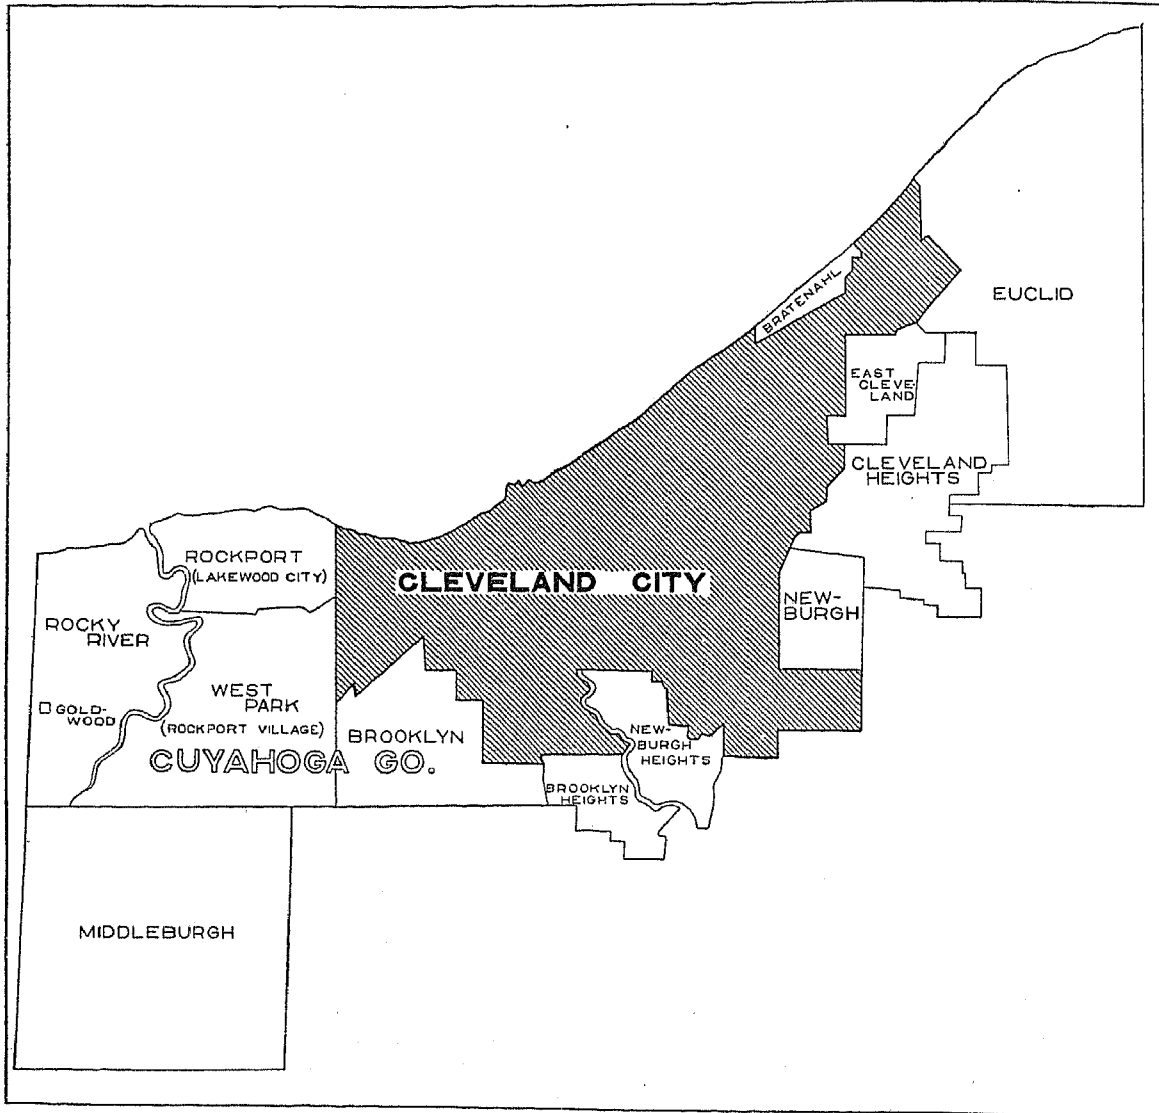 EUCLID
BRATENAHL
EAST
CLEVE-
LAND
CLEVELAND
HEIGHTS
ROCKPORT
(LAKEWOOD CITY)
CLEVELAND CITY
NEW-
BURGH
ROCKY
RIVER
WEST
PARK
(ROCKPORT VILLAGE)
GOLD-
WOOD
BROOKLYN
NEW-
BURGH
HEIGHTS
CUYAHOGA GO.
BROOKLYN
HEIGHTS
MIDDLEBURGH